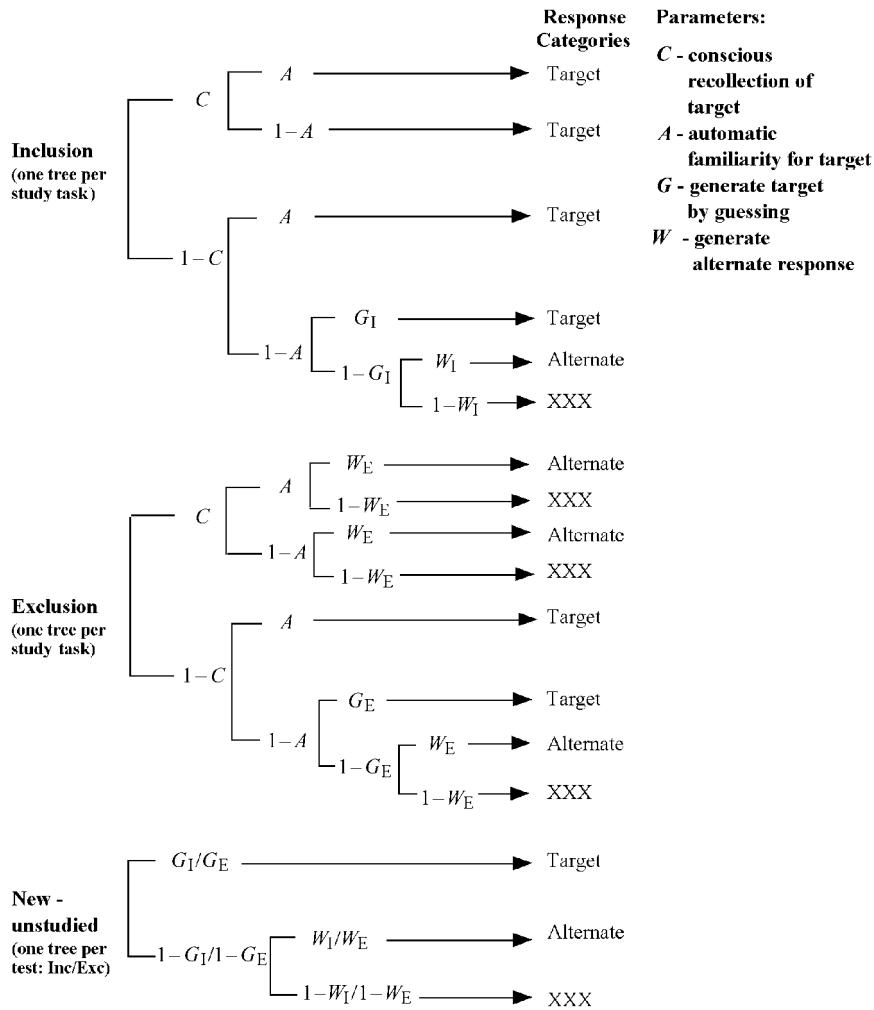 Response
Categories
Parameters:
C - conscious
recollection of
target
A - automatic
familiarity for target
G - generate target
by guessing
W - generate
alternate response
Inclusion
(one tree per
study task)
C
A
Target
1−A
Target
1−C
A
Target
1−A
G_I
Target
1−G_I
W_I
Alternate
1−W_I
XXX
Exclusion
(one tree per
study task)
C
A
W_E
Alternate
1−W_E
XXX
1−A
W_E
Alternate
1−W_E
XXX
1−C
A
Target
1−A
G_E
Target
1−G_E
W_E
Alternate
1−W_E
XXX
New -
unstudied
(one tree per
test: Inc/Exc)
G_I/G_E
Target
1−G_I/1−G_E
W_I/W_E
Alternate
1−W_I/1−W_E
XXX